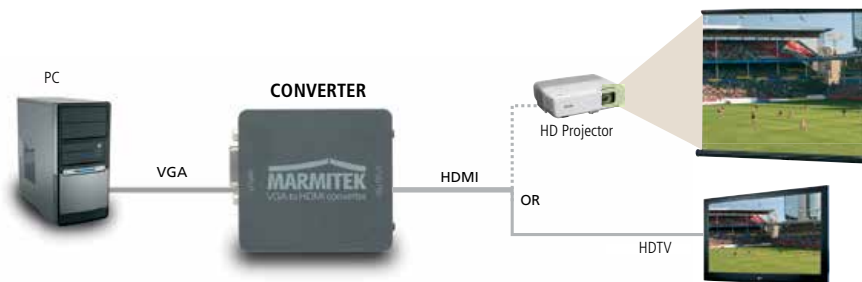 PC
CONVERTER
VGA
MARMITEK
VGA to HDMI converter
HDMI
OR
HD Projector
HDTV